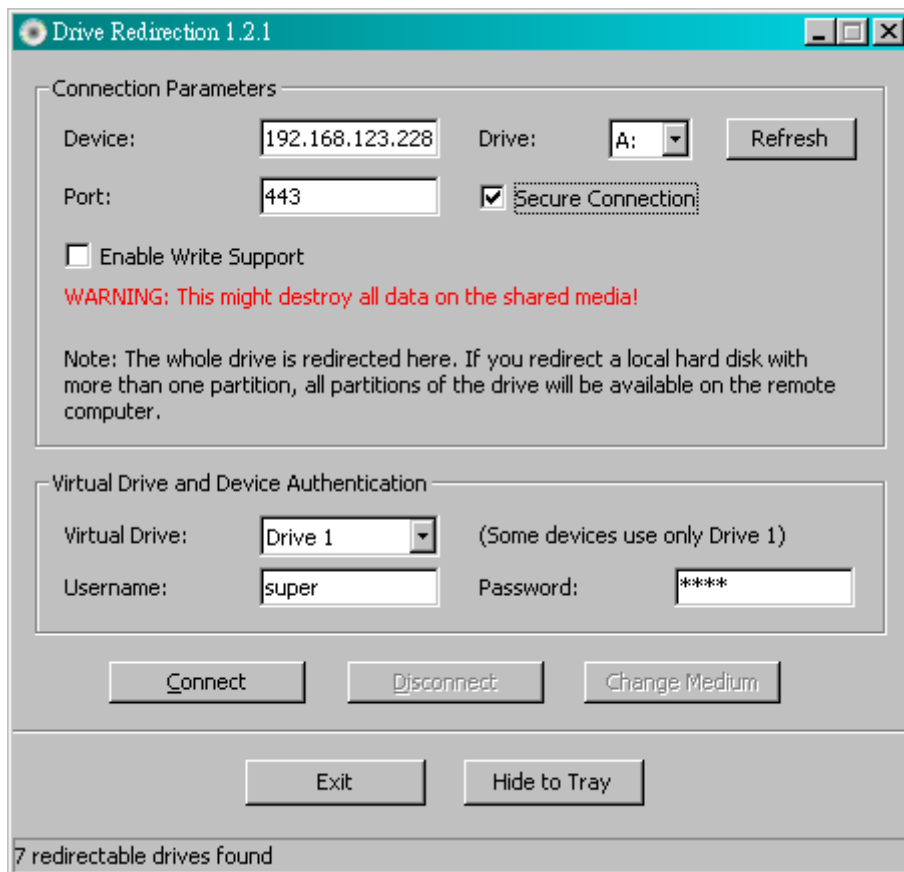 Drive Redirection 1.2.1
Connection Parameters
Device: 192.168.123.228 Drive: A: Refresh
Port: 443 Secure Connection
Enable Write Support
WARNING: This might destroy all data on the shared media!
Note: The whole drive is redirected here. If you redirect a local hard disk with
more than one partition, all partitions of the drive will be available on the remote
computer.
Virtual Drive and Device Authentication
Virtual Drive: Drive 1 (Some devices use only Drive 1)
Username: super Password: ****
Connect Disconnect Change Medium
Exit Hide to Tray
7 redirectable drives found